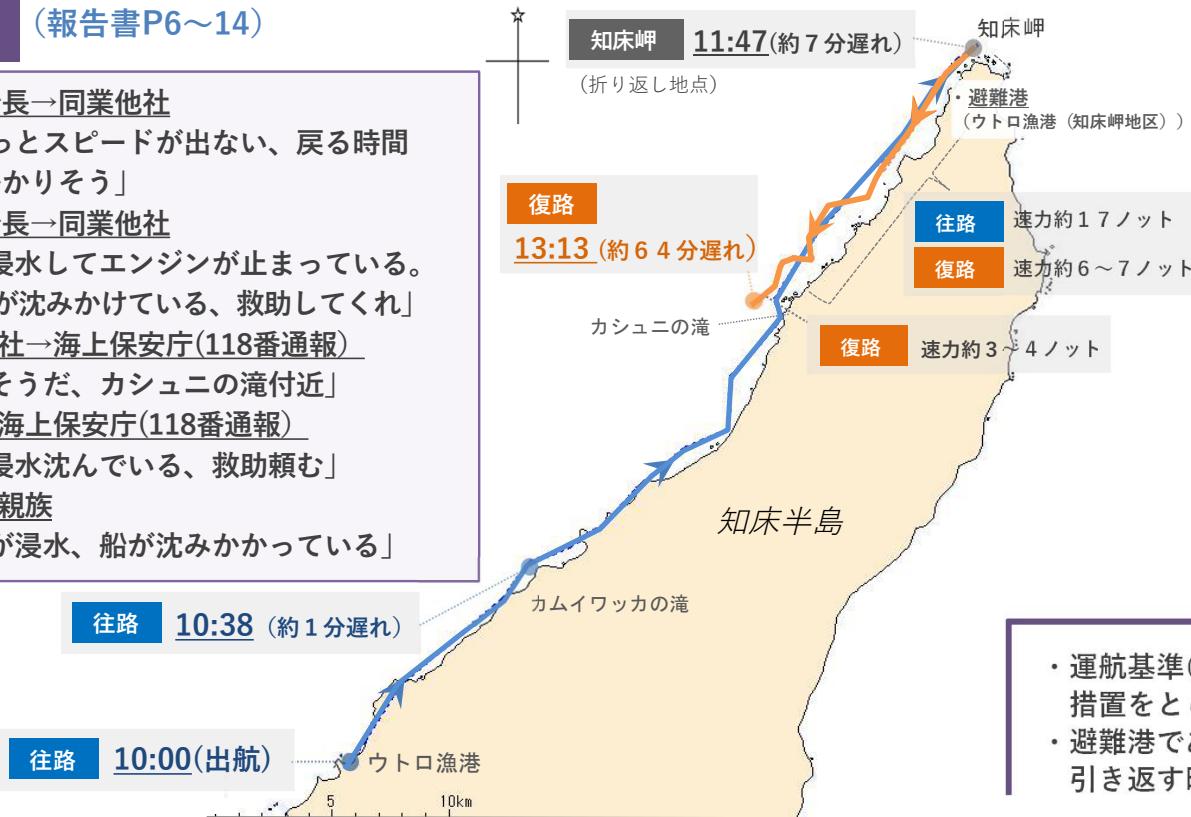 （報告書P6～14）
長→同業他社
っとスピードが出ない、戻る時間
かりそう」
長→同業他社
浸水してエンジンが止まっている。
が沈みかけている、救助してくれ」
社→海上保安庁(118番通報）
そうだ、カシュニの滝付近」
海上保安庁(118番通報）
浸水沈んでいる、救助頼む」
親族
が浸水、船が沈みかかっている」
知床岬 11:47(約７分遅れ）
(折り返し地点)
知床岬
・避難港
（ウトロ漁港（知床岬地区））
復路
13:13 (約６４分遅れ）
往路 速力約１７ノット
復路 速力約６～７ノット
カシュニの滝
復路 速力約３～４ノット
知床半島
カムイワッカの滝
往路 10:38（約１分遅れ）
往路 10:00(出航）
ウトロ漁港
5 10km
・運航基準
措置をと
・避難港で
引き返す